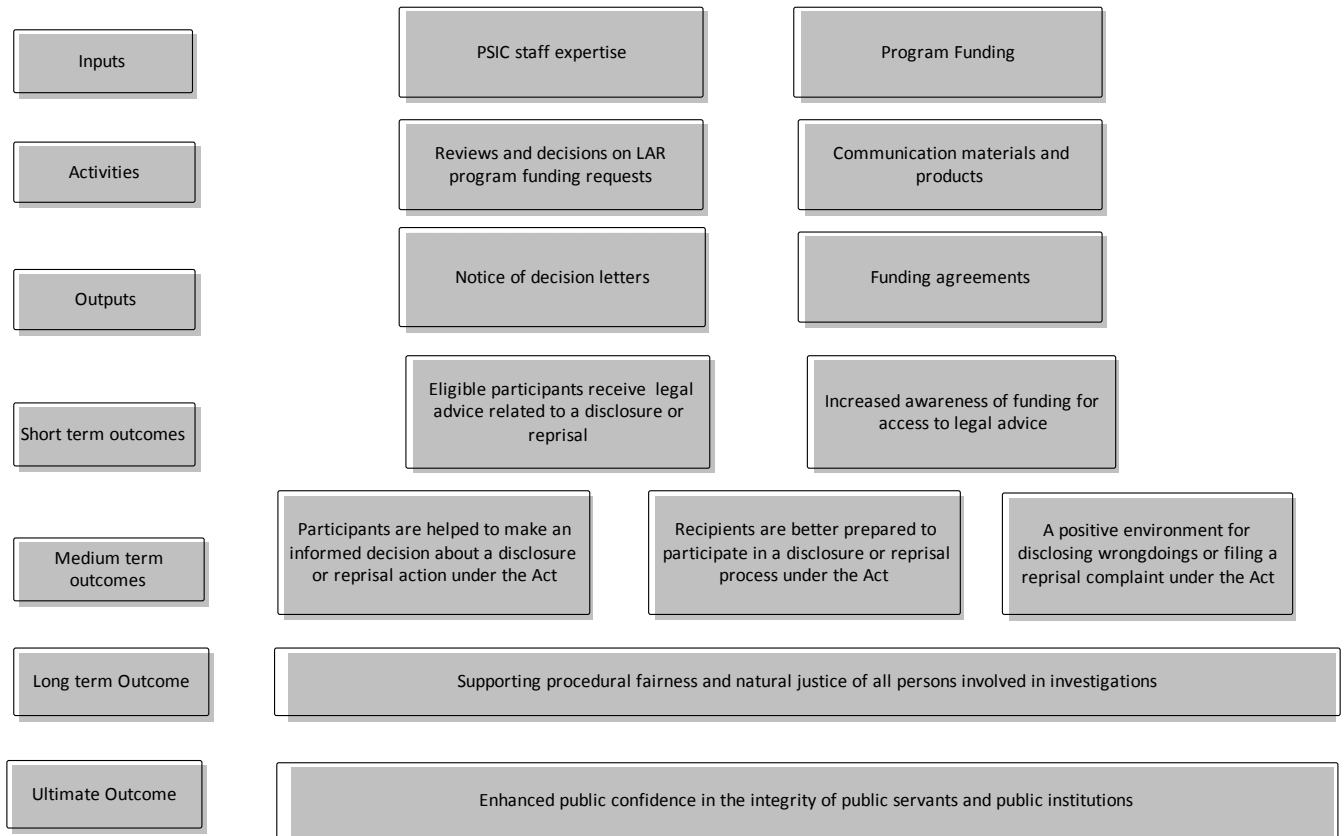 Inputs
PSIC staff expertise
Program Funding
Activities
Reviews and decisions on LAR
program funding requests
Communication materials and
products
Outputs
Notice of decision letters
Funding agreements
Short term outcomes
Eligible participants receive legal
advice related to a disclosure or
reprisal
Increased awareness of funding for
access to legal advice
Medium term
outcomes
Participants are helped to make an
informed decision about a disclosure
or reprisal action under the Act
Recipients are better prepared to
participate in a disclosure or reprisal
process under the Act
A positive environment for
disclosing wrongdoings or filing a
reprisal complaint under the Act
Long term Outcome
Supporting procedural fairness and natural justice of all persons involved in investigations
Ultimate Outcome
Enhanced public confidence in the integrity of public servants and public institutions